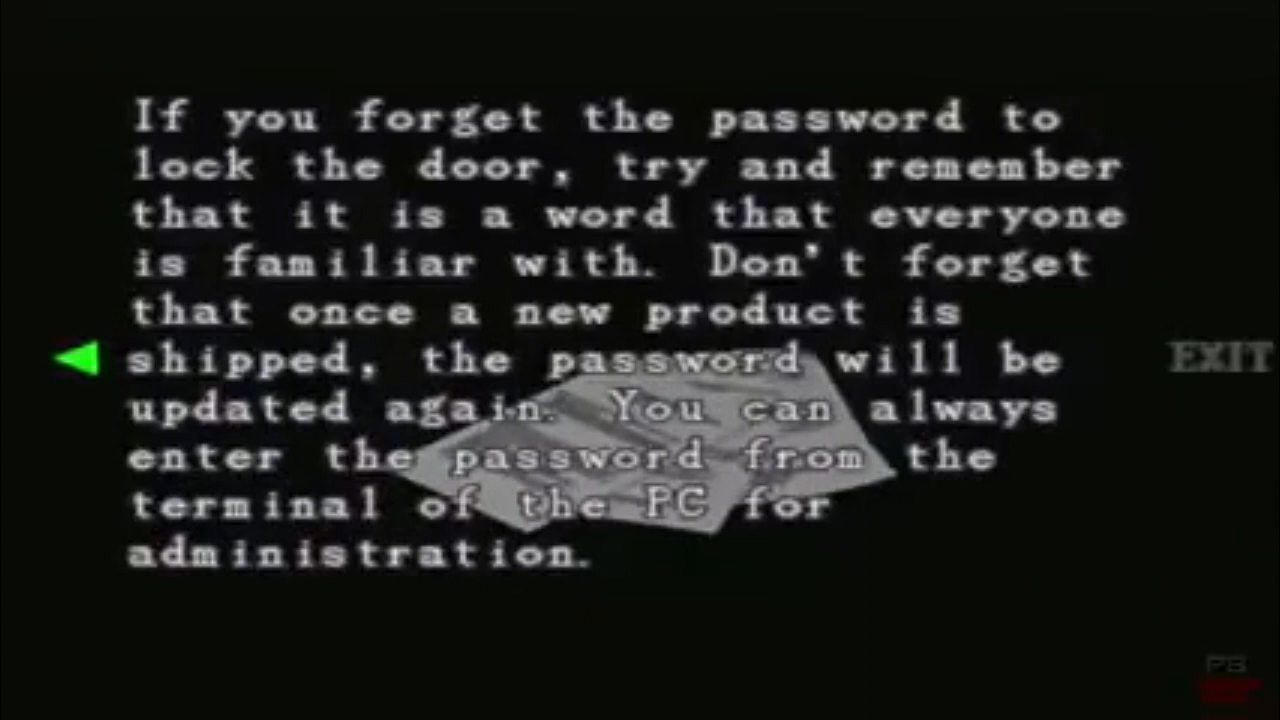 If you forget the password to
lock the door, try and remember
that it is a word that everyone
is familiar with. Don't forget
that once a new product is
shipped, the password will be
EXIT
updated again. You can always
enter the password from the
terminal of the PC for
administration.
PB